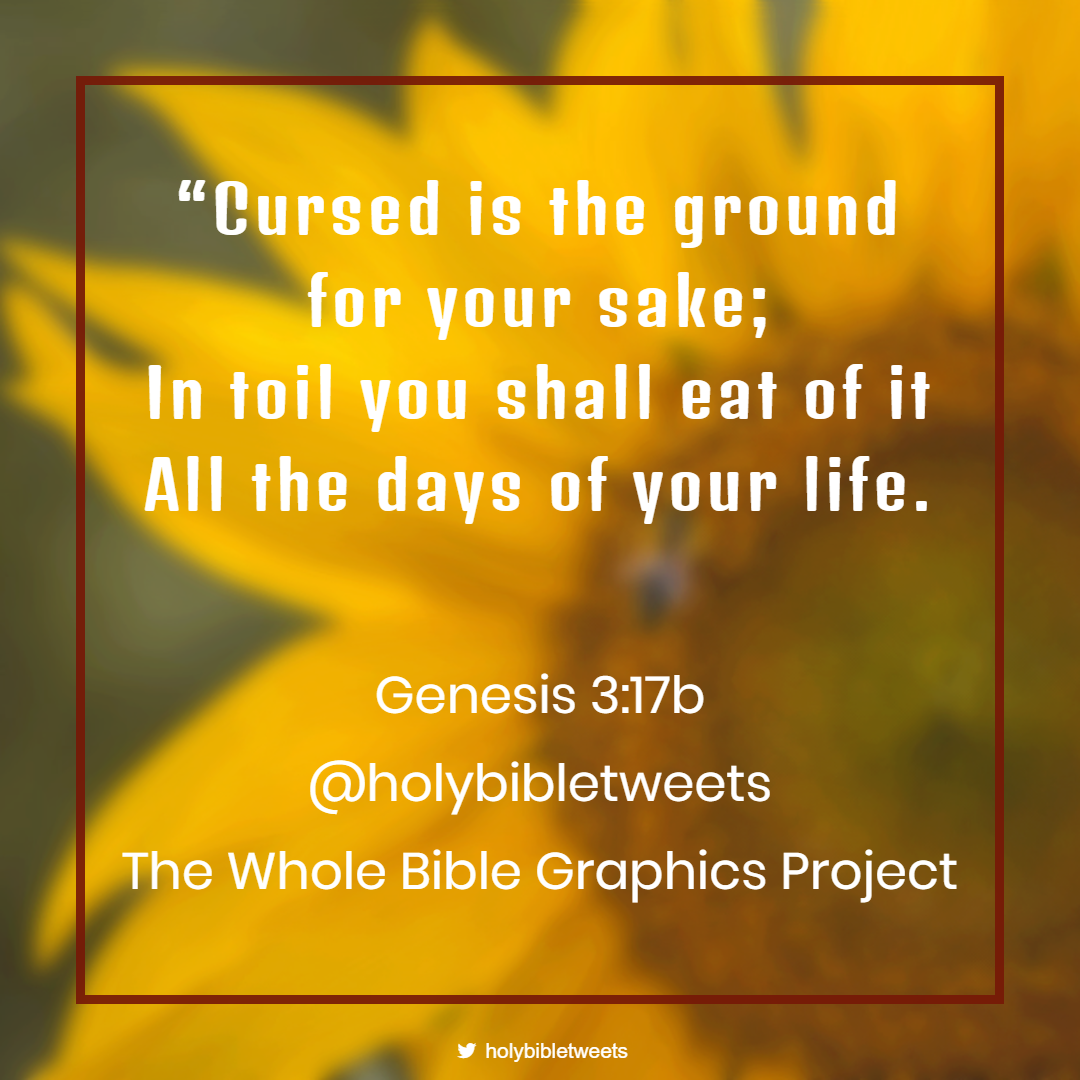 “Cursed is the ground
for your sake;
In toil you shall eat of it
All the days of your life.
Genesis 3:17b
@holybibletweets
The Whole Bible Graphics Project
holybibletweets